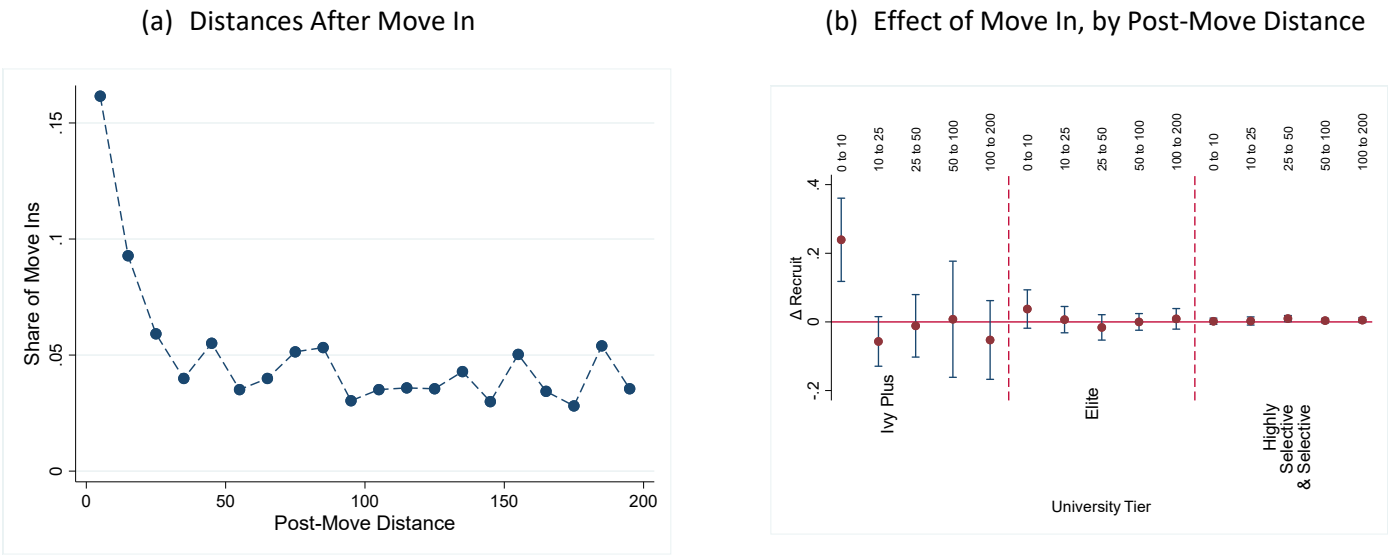 (a) Distances After Move In
Share of Move Ins
.15
.1
.05
0
0 50 100 150 200
Post-Move Distance
(b) Effect of Move In, by Post-Move Distance
0 to 10
10 to 25
25 to 50
50 to 100
100 to 200
0 to 10
10 to 25
25 to 50
50 to 100
100 to 200
0 to 10
10 to 25
25 to 50
50 to 100
100 to 200
Δ Recruit
.4
.2
0
-.2
Ivy Plus
Elite
Highly
Selective
& Selective
University Tier